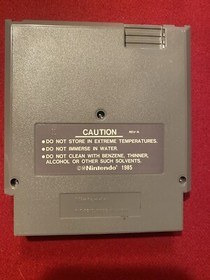 CAUTION
• DO NOT STORE IN EXTREME TEMPERATURES.
• DO NOT IMMERSE IN WATER.
• DO NOT CLEAN WITH BENZENE, THINNER,
ALCOHOL OR OTHER SUCH SOLVENTS.
©®Nintendo® 1985